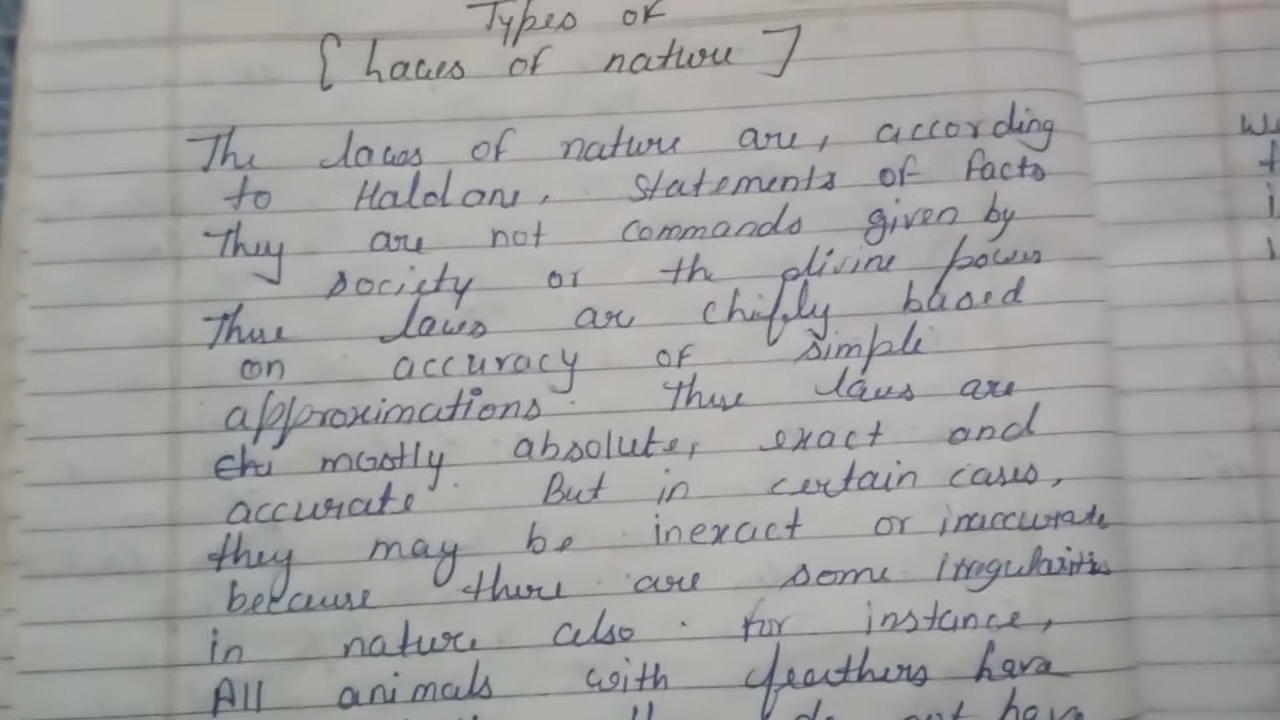 Types of
[ Laws of nature ]
The laws of nature are, according
to Haldane, Statements of facts
They are not commands given by
society or the divine power
These laws are chiefly based
on accuracy of simple
approximations. These laws are
mostly absolute, exact and
accurate. But in certain cases,
they may be inexact or inaccurate
because there are some irregularities
in nature also. For instance,
All animals with feathers have
not have